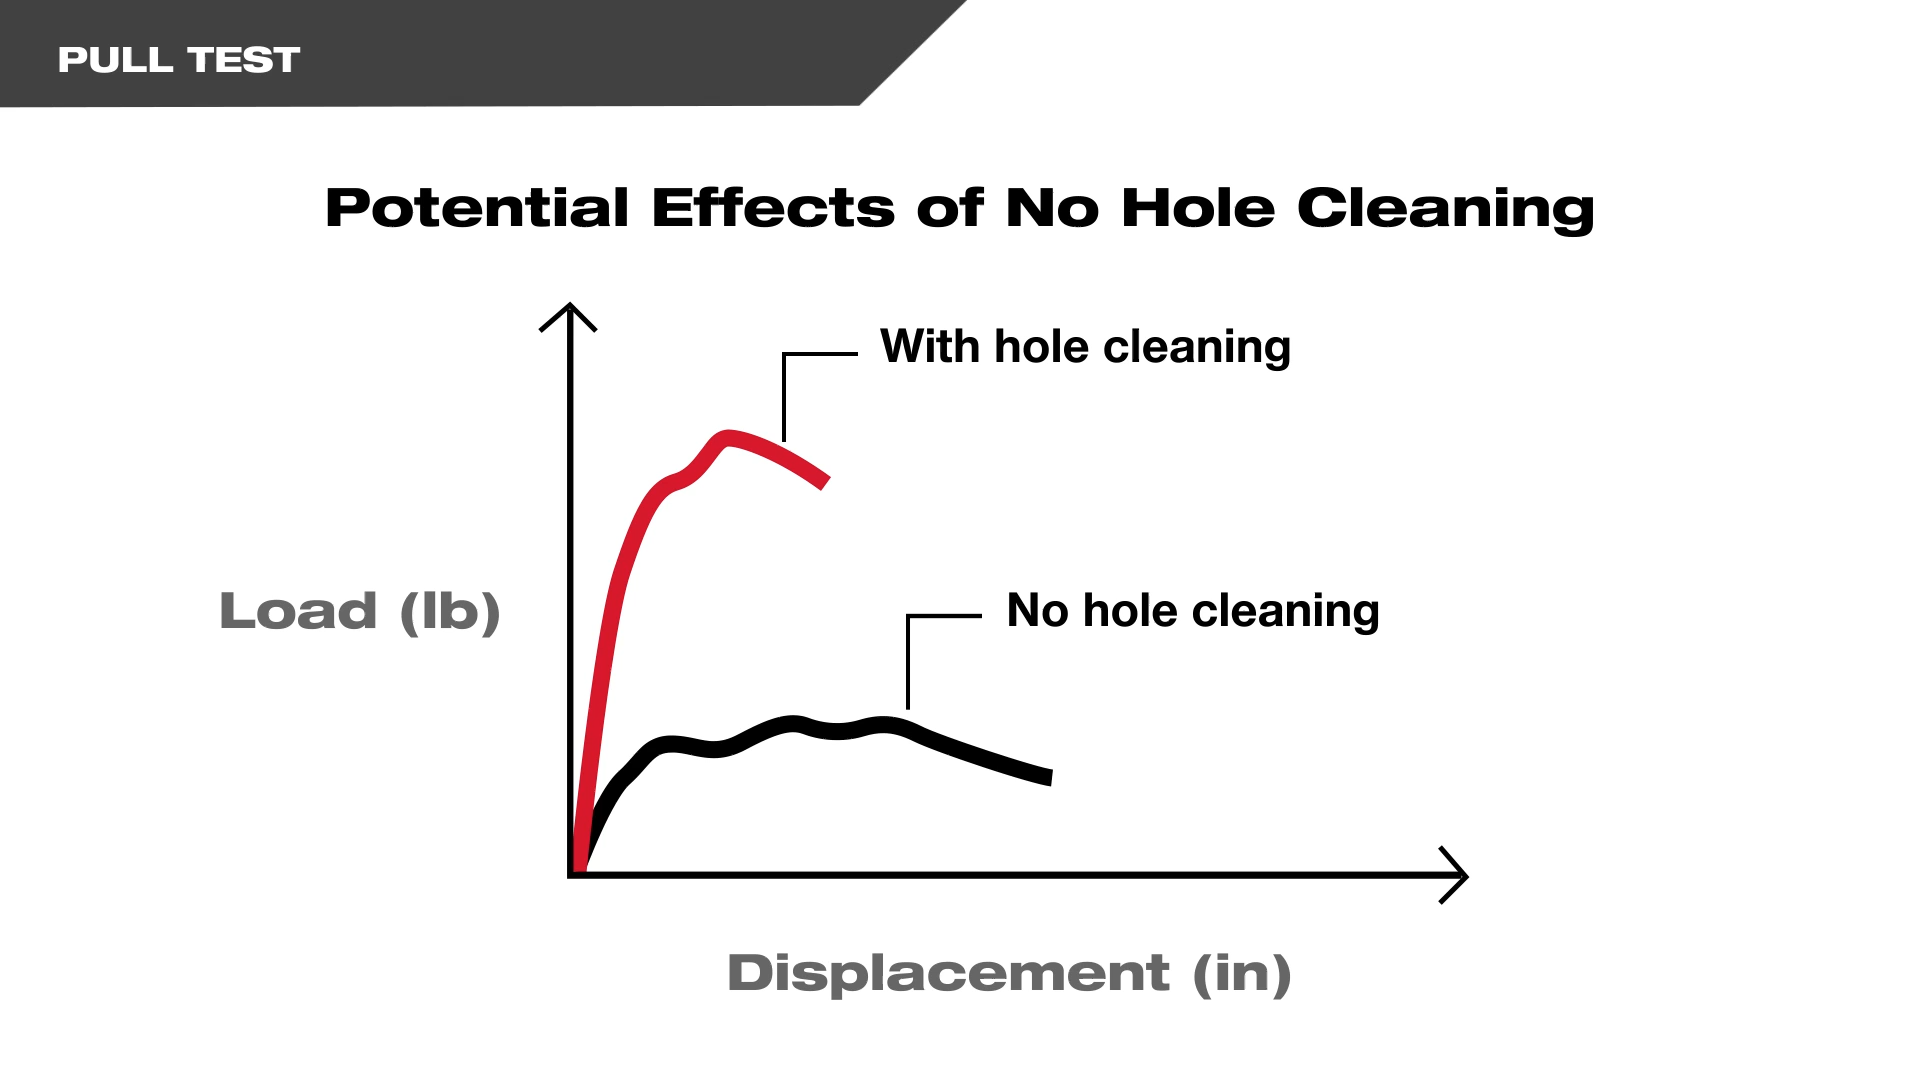 PULL TEST
Potential Effects of No Hole Cleaning
With hole cleaning
Load (lb)
No hole cleaning
Displacement (in)